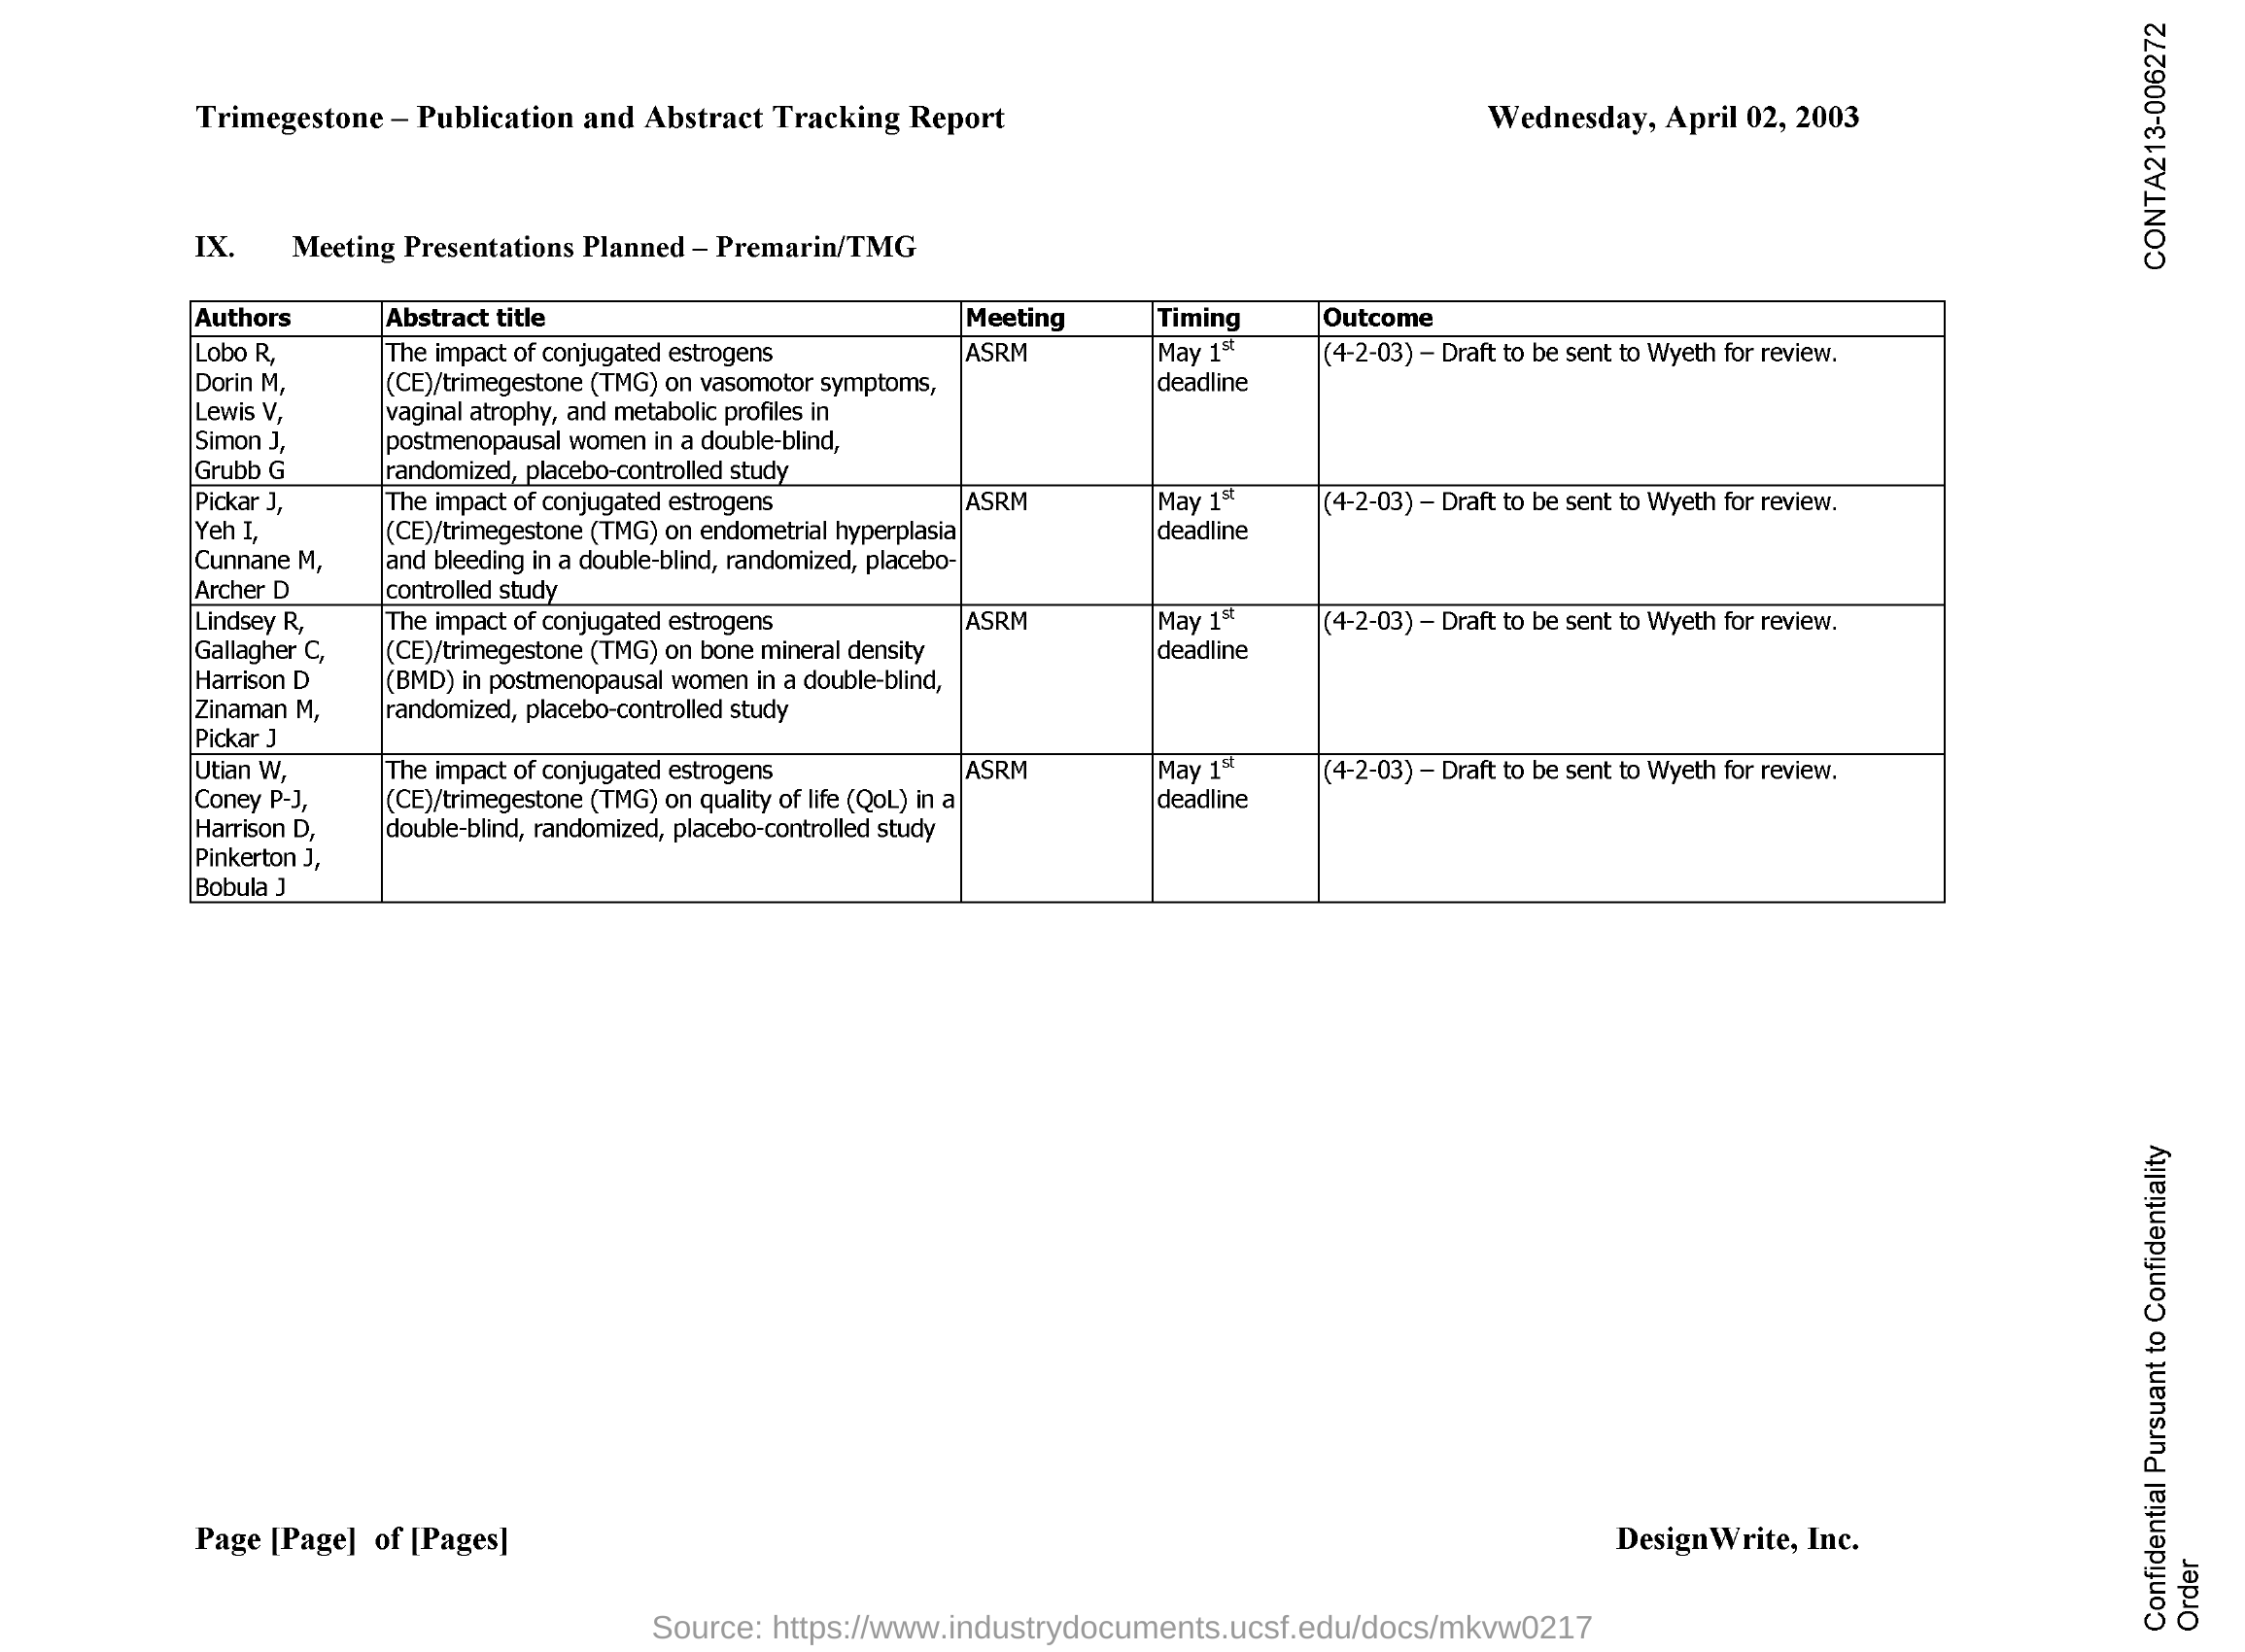 Trimegestone – Publication and Abstract Tracking Report
Wednesday, April 02, 2003
CONTA213-006272
IX. Meeting Presentations Planned – Premarin/TMG
Authors
Abstract title
Meeting
Timing
Outcome
Lobo R,
Dorin M,
Lewis V,
Simon J,
Grubb G
The impact of conjugated estrogens
(CE)/trimegestone (TMG) on vasomotor symptoms,
vaginal atrophy, and metabolic profiles in
postmenopausal women in a double-blind,
randomized, placebo-controlled study
ASRM
May 1st
deadline
(4-2-03) – Draft to be sent to Wyeth for review.
Pickar J,
Yeh I,
Cunnane M,
Archer D
The impact of conjugated estrogens
(CE)/trimegestone (TMG) on endometrial hyperplasia
and bleeding in a double-blind, randomized, placebo-
controlled study
ASRM
May 1st
deadline
(4-2-03) – Draft to be sent to Wyeth for review.
Lindsey R,
Gallagher C,
Harrison D
Zinaman M,
Pickar J
The impact of conjugated estrogens
(CE)/trimegestone (TMG) on bone mineral density
(BMD) in postmenopausal women in a double-blind,
randomized, placebo-controlled study
ASRM
May 1st
deadline
(4-2-03) – Draft to be sent to Wyeth for review.
Utian W,
Coney P-J,
Harrison D,
Pinkerton J,
Bobula J
The impact of conjugated estrogens
(CE)/trimegestone (TMG) on quality of life (QoL) in a
double-blind, randomized, placebo-controlled study
ASRM
May 1st
deadline
(4-2-03) – Draft to be sent to Wyeth for review.
Page [Page] of [Pages]
DesignWrite, Inc.
Confidential Pursuant to Confidentiality
Order
Source: https://www.industrydocuments.ucsf.edu/docs/mkvw0217